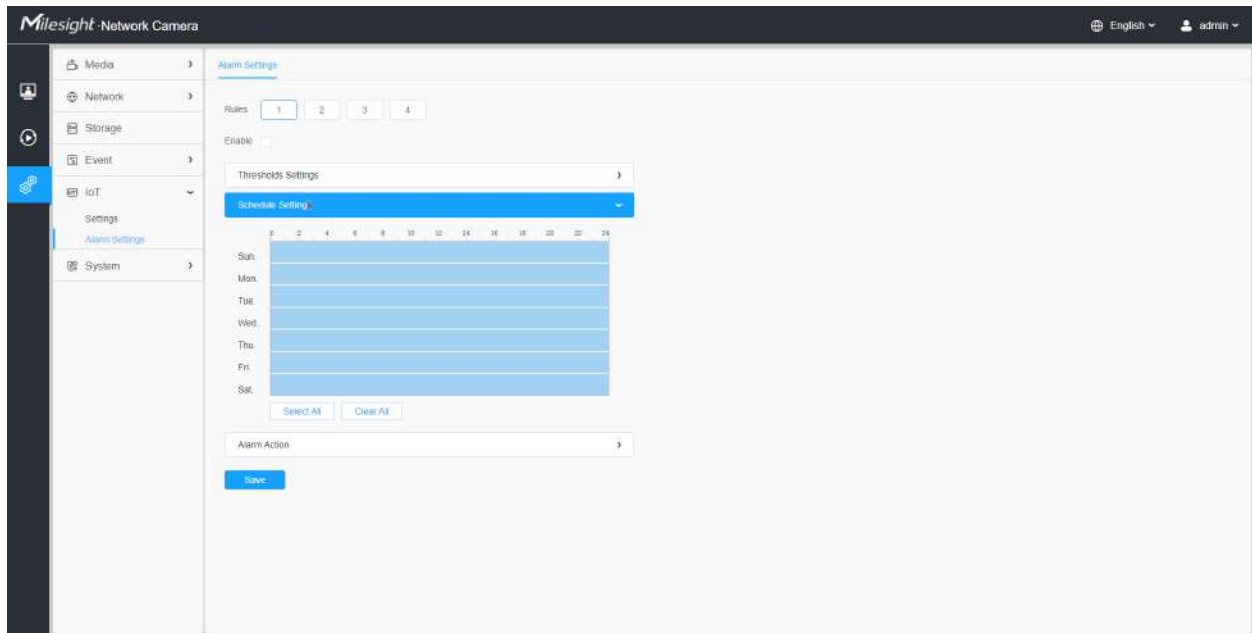 Milesight Network Camera
English
admin
Media
Network
Storage
Event
IoT
Settings
Alarm Settings
System
Alarm Settings
Rules 1 2 3 4
Enable
Thresholds Settings
Schedule Settings
0 2 4 6 8 10 12 14 16 18 20 22 24
Sun.
Mon.
Tue.
Wed.
Thu.
Fri.
Sat.
Select All Clear All
Alarm Action
Save